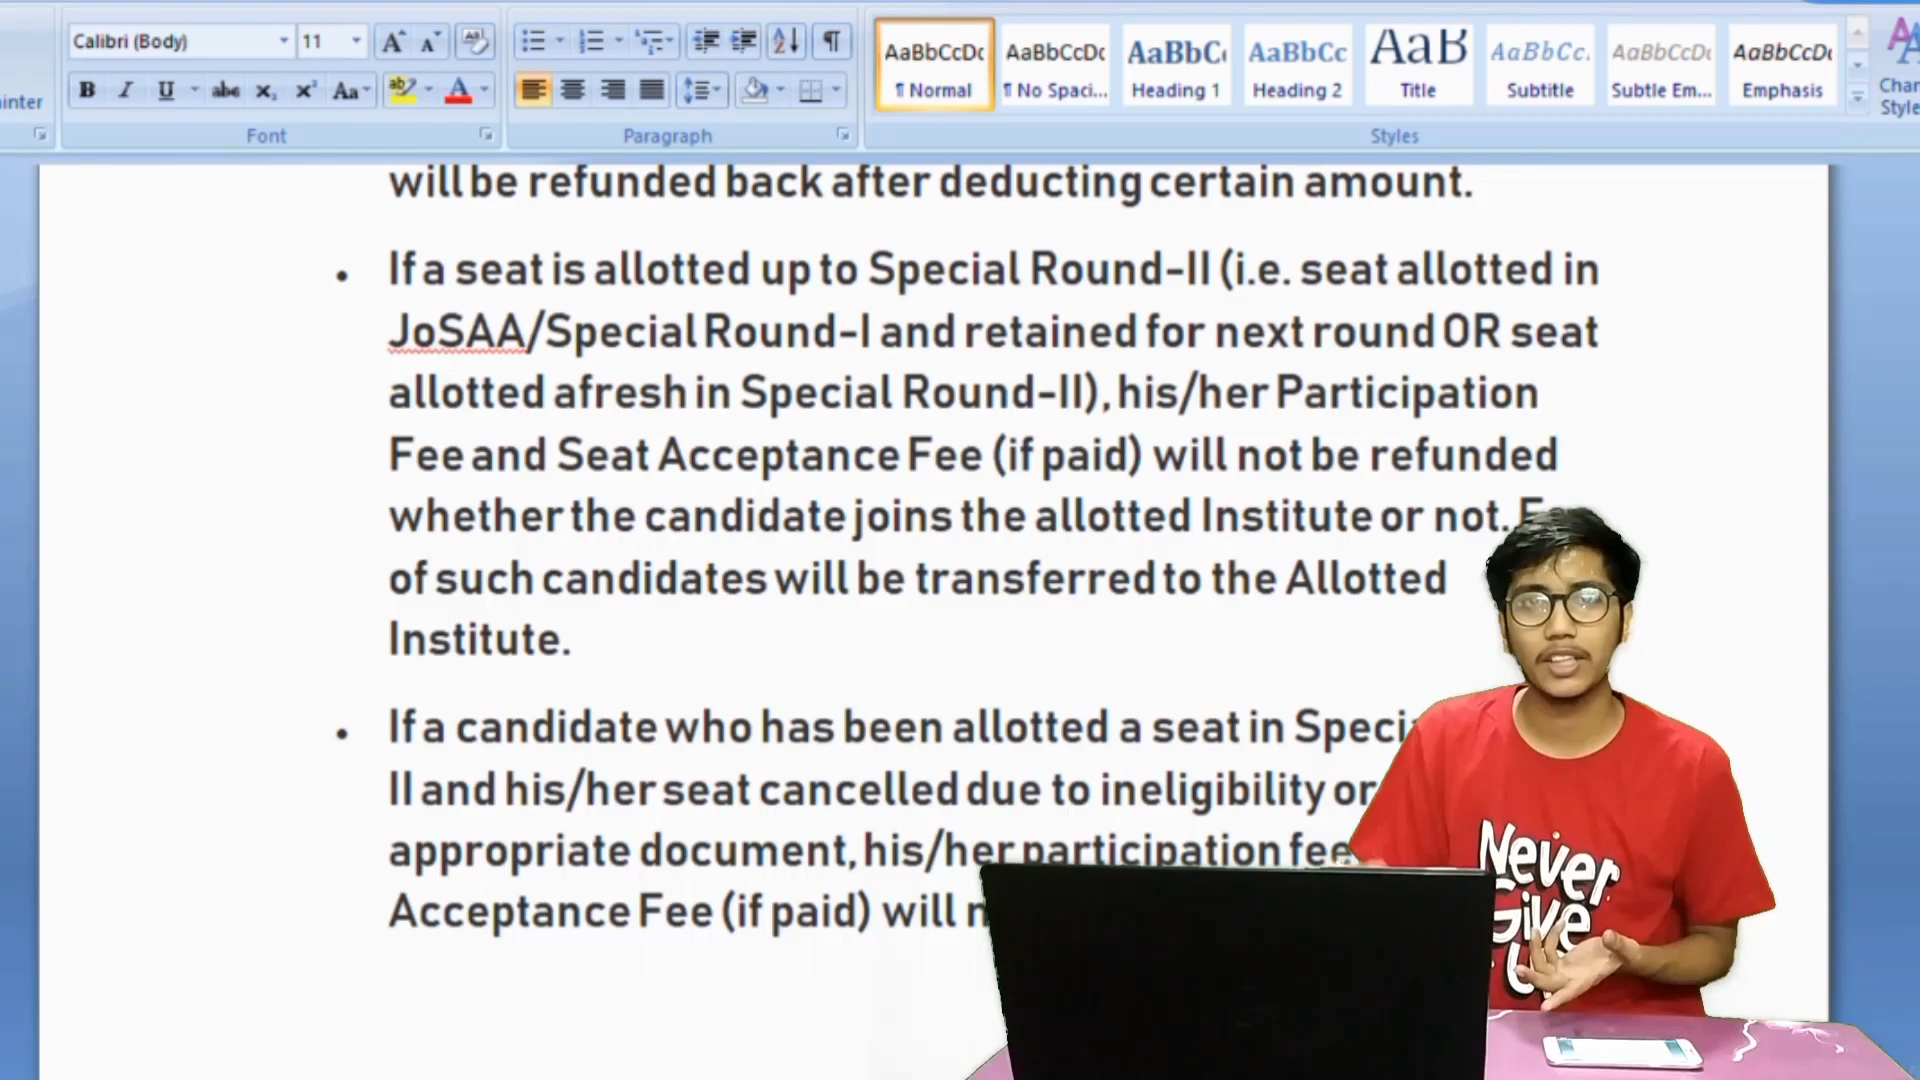 Calibri (Body) 11
AaBbCcDc AaBbCcDc AaBbC AaBbCc AaB AaBbCc. AaBbCcDc AaBbCcDc
inter B I U abc x₂ x² Aa ab A ¶ Normal ¶ No Spaci... Heading 1 Heading 2 Title Subtitle Subtle Em... Emphasis
Font Paragraph Styles
will be refunded back after deducting certain amount.
• If a seat is allotted up to Special Round-II (i.e. seat allotted in
JoSAA/Special Round-I and retained for next round OR seat
allotted afresh in Special Round-II), his/her Participation
Fee and Seat Acceptance Fee (if paid) will not be refunded
whether the candidate joins the allotted Institute or not.
of such candidates will be transferred to the Allotted
Institute.
• If a candidate who has been allotted a seat in
II and his/her seat cancelled due to ineligibility or
appropriate document, his/her participation fee
Acceptance Fee (if paid) will
Never
Give